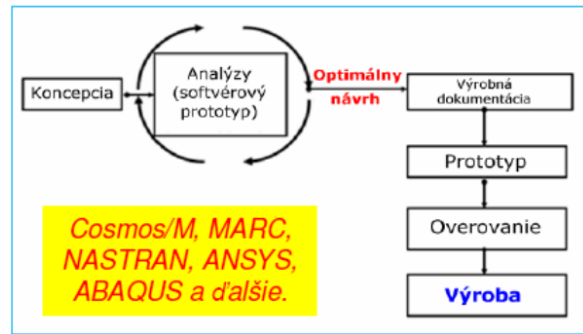 Koncepcia
Analýzy
(softvérový
prototyp)
Optimálny
návrh
Výrobná
dokumentácia
Prototyp
Overovanie
Výroba
Cosmos/M, MARC,
NASTRAN, ANSYS,
ABAQUS a ďalšie.